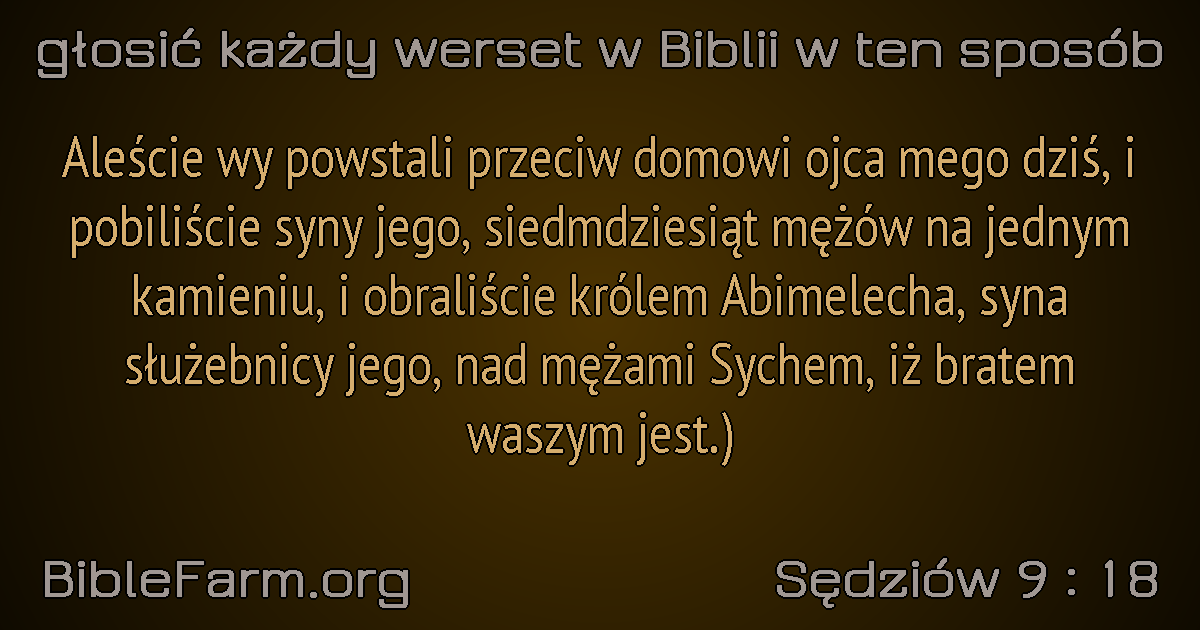 głosić każdy werset w Biblii w ten sposób
Aleście wy powstali przeciw domowi ojca mego dziś, i
pobiliście syny jego, siedmdziesiąt mężów na jednym
kamieniu, i obraliście królem Abimelecha, syna
służebnicy jego, nad mężami Sychem, iż bratem
waszym jest.)
BibleFarm.org
Sędziów 9 : 18